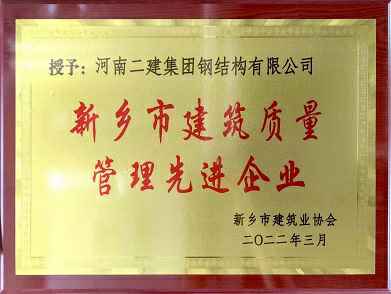 授予：河南二建集团钢结构有限公司
新乡市建筑质量
管理先进企业
新乡市建筑业协会
二〇二二年三月